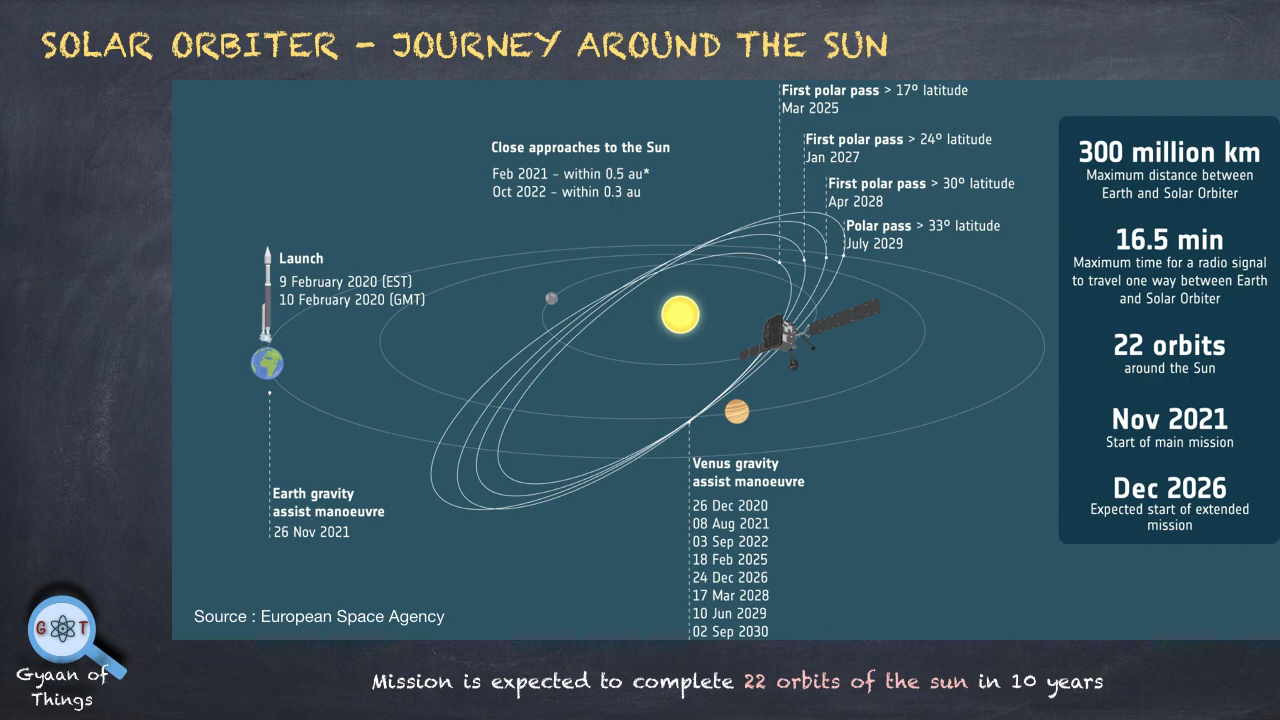 SOLAR ORBITER - JOURNEY AROUND THE SUN
First polar pass > 17º latitude
Mar 2025
First polar pass > 24º latitude
Jan 2027
First polar pass > 30º latitude
Apr 2028
Polar pass > 33º latitude
July 2029
Close approaches to the Sun
Feb 2021 – within 0.5 au*
Oct 2022 – within 0.3 au
Launch
9 February 2020 (EST)
10 February 2020 (GMT)
Earth gravity
assist manoeuvre
26 Nov 2021
Venus gravity
assist manoeuvre
26 Dec 2020
08 Aug 2021
03 Sep 2022
18 Feb 2025
24 Dec 2026
17 Mar 2028
10 Jun 2029
02 Sep 2030
300 million km
Maximum distance between
Earth and Solar Orbiter
16.5 min
Maximum time for a radio signal
to travel one way between Earth
and Solar Orbiter
22 orbits
around the Sun
Nov 2021
Start of main mission
Dec 2026
Expected start of extended
mission
Source : European Space Agency
G T
Gyaan of
Things
Mission is expected to complete 22 orbits of the sun in 10 years